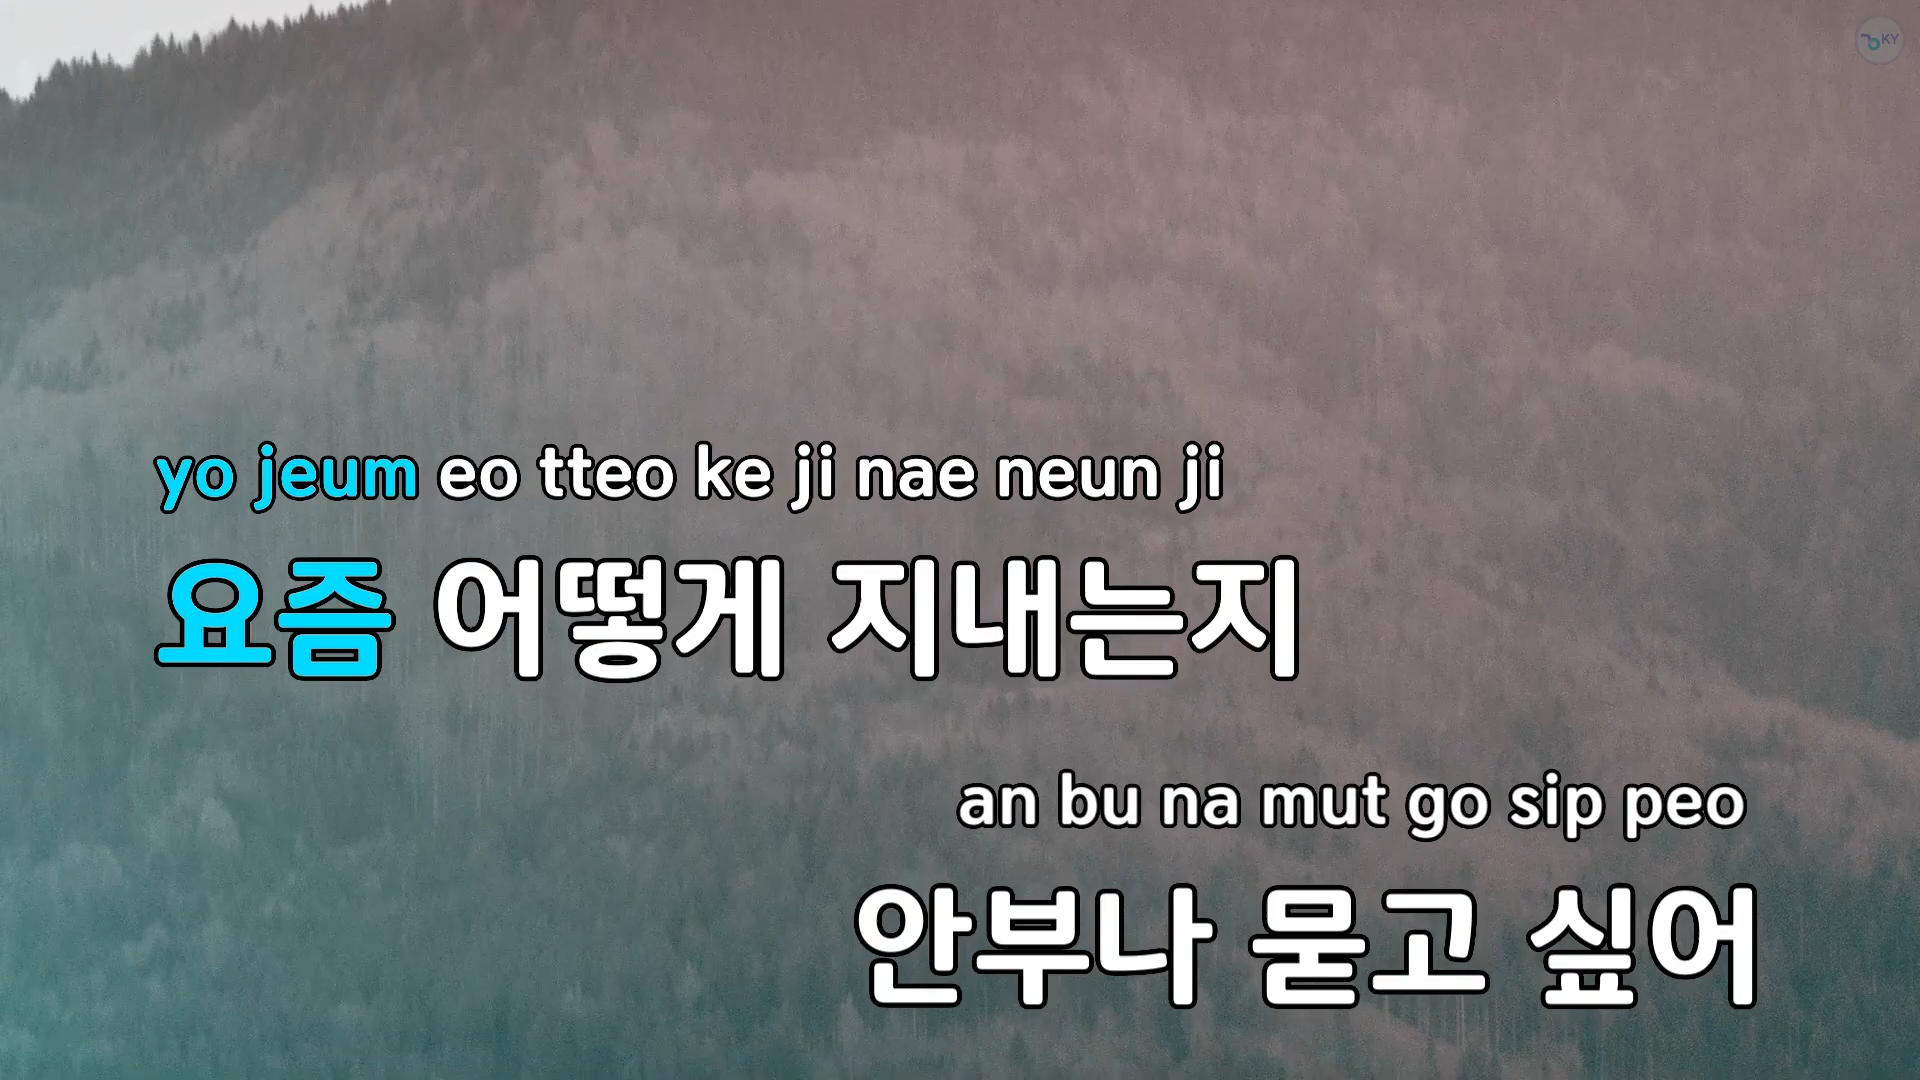 KY
yo jeum eo tteo ke ji nae neun ji
요즘 어떻게 지내는지
an bu na mut go sip peo
안부나 묻고 싶어